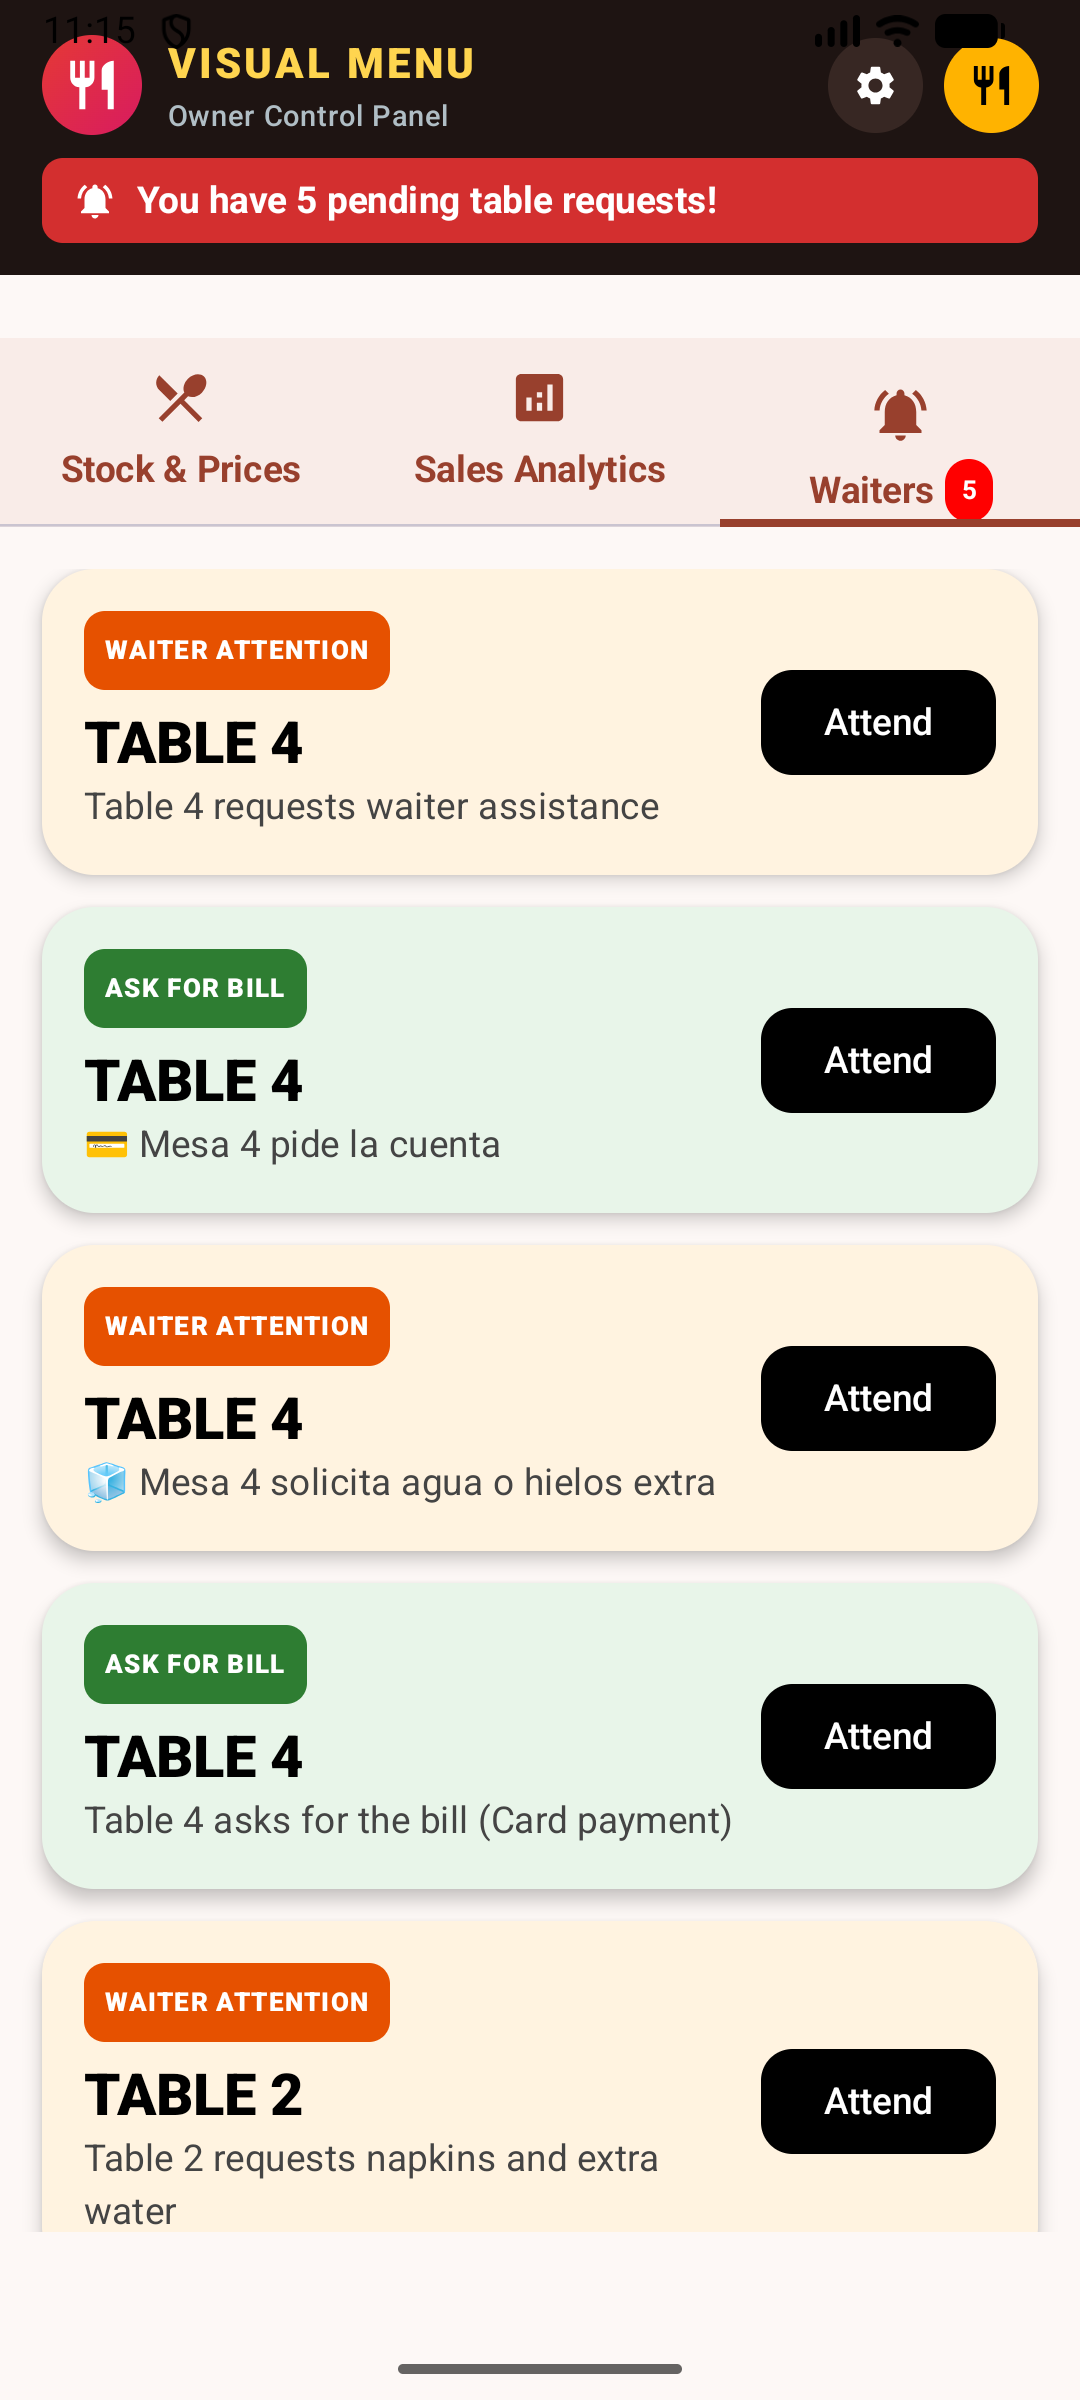 11:15
VISUAL MENU
Owner Control Panel
You have 5 pending table requests!
Stock & Prices
Sales Analytics
Waiters 5
WAITER ATTENTION
TABLE 4
Table 4 requests waiter assistance
Attend
ASK FOR BILL
TABLE 4
💳 Mesa 4 pide la cuenta
Attend
WAITER ATTENTION
TABLE 4
🧊 Mesa 4 solicita agua o hielos extra
Attend
ASK FOR BILL
TABLE 4
Table 4 asks for the bill (Card payment)
Attend
WAITER ATTENTION
TABLE 2
Table 2 requests napkins and extra
water
Attend